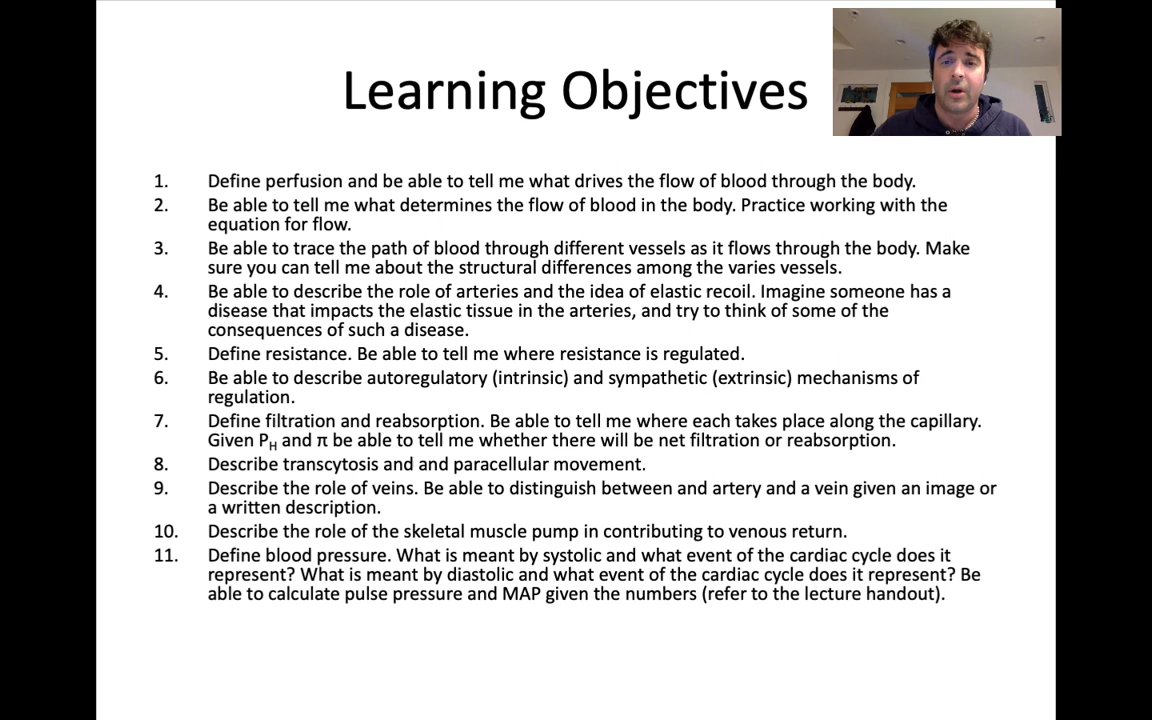 Learning Objectives
1. Define perfusion and be able to tell me what drives the flow of blood through the body.
2. Be able to tell me what determines the flow of blood in the body. Practice working with the
equation for flow.
3. Be able to trace the path of blood through different vessels as it flows through the body. Make
sure you can tell me about the structural differences among the varies vessels.
4. Be able to describe the role of arteries and the idea of elastic recoil. Imagine someone has a
disease that impacts the elastic tissue in the arteries, and try to think of some of the
consequences of such a disease.
5. Define resistance. Be able to tell me where resistance is regulated.
6. Be able to describe autoregulatory (intrinsic) and sympathetic (extrinsic) mechanisms of
regulation.
7. Define filtration and reabsorption. Be able to tell me where each takes place along the capillary.
Given PH and π be able to tell me whether there will be net filtration or reabsorption.
8. Describe transcytosis and and paracellular movement.
9. Describe the role of veins. Be able to distinguish between and artery and a vein given an image or
a written description.
10. Describe the role of the skeletal muscle pump in contributing to venous return.
11. Define blood pressure. What is meant by systolic and what event of the cardiac cycle does it
represent? What is meant by diastolic and what event of the cardiac cycle does it represent? Be
able to calculate pulse pressure and MAP given the numbers (refer to the lecture handout).